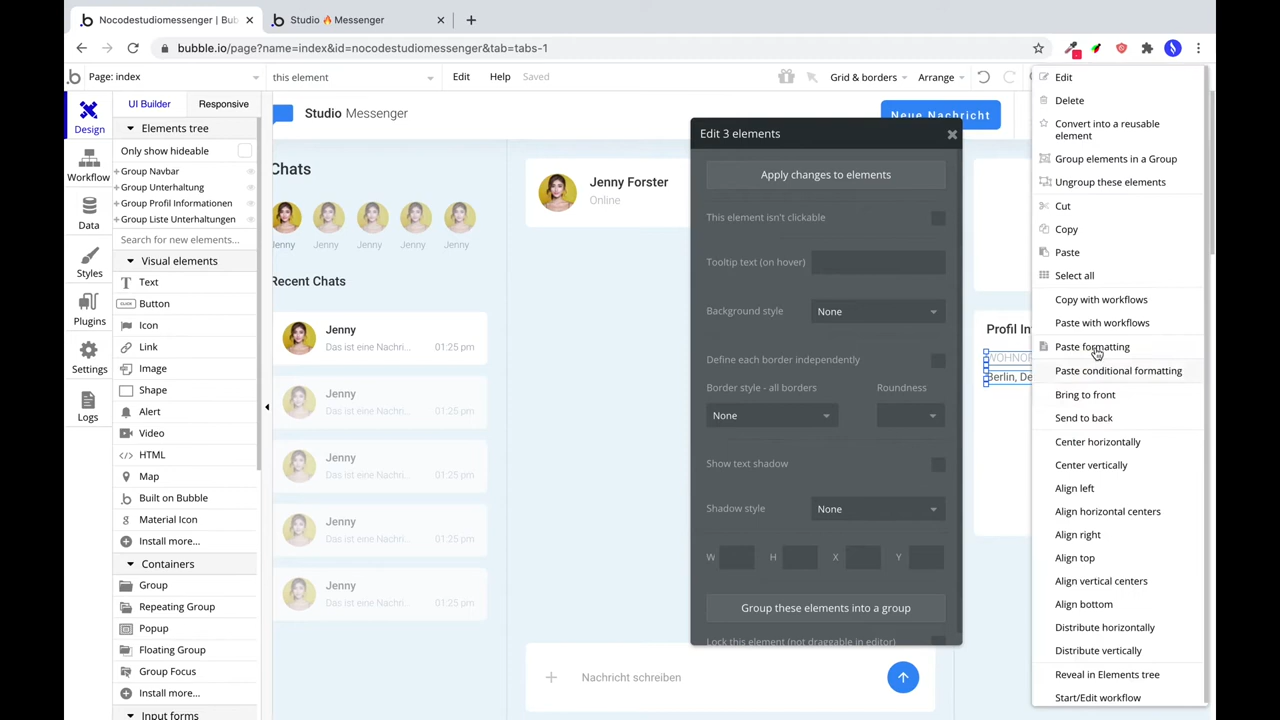 Nocodestudiomessenger | Bub
Studio 🔥 Messenger
bubble.io/page?name=index&id=nocodestudiomessenger&tab=tabs-1
Page: index
this element
Edit
Help
Saved
Grid & borders
Arrange
Design
Workflow
Data
Styles
Plugins
Settings
Logs
UI Builder
Responsive
Elements tree
Only show hideable
Group Navbar
Group Unterhaltung
Group Profil Informationen
Group Liste Unterhaltungen
Search for new elements...
Visual elements
Text
CLICK
Button
Icon
Link
Image
Shape
Alert
Video
HTML
Map
Built on Bubble
Material Icon
Install more...
Containers
Group
Repeating Group
Popup
Floating Group
Group Focus
Install more...
Input forms
Studio Messenger
Neue Nachricht
Chats
Jenny
Jenny
Jenny
Jenny
Jenny
Recent Chats
Jenny
Das ist eine Nachri...
01:25 pm
Jenny
Das ist eine Nachri...
01:25 pm
Jenny
Das ist eine Nachri...
01:25 pm
Jenny
Das ist eine Nachri...
01:25 pm
Jenny
Das ist eine Nachri...
01:25 pm
Jenny Forster
Online
Nachricht schreiben
Edit 3 elements
Apply changes to elements
This element isn't clickable
Tooltip text (on hover)
Background style
None
Define each border independently
Border style - all borders
Roundness
None
Show text shadow
Shadow style
None
W
H
X
Y
Group these elements into a group
Lock this element (not draggable in editor)
Profil In
WOHNOR
Berlin, De
Edit
Delete
Convert into a reusable
element
Group elements in a Group
Ungroup these elements
Cut
Copy
Paste
Select all
Copy with workflows
Paste with workflows
Paste formatting
Paste conditional formatting
Bring to front
Send to back
Center horizontally
Center vertically
Align left
Align horizontal centers
Align right
Align top
Align vertical centers
Align bottom
Distribute horizontally
Distribute vertically
Reveal in Elements tree
Start/Edit workflow